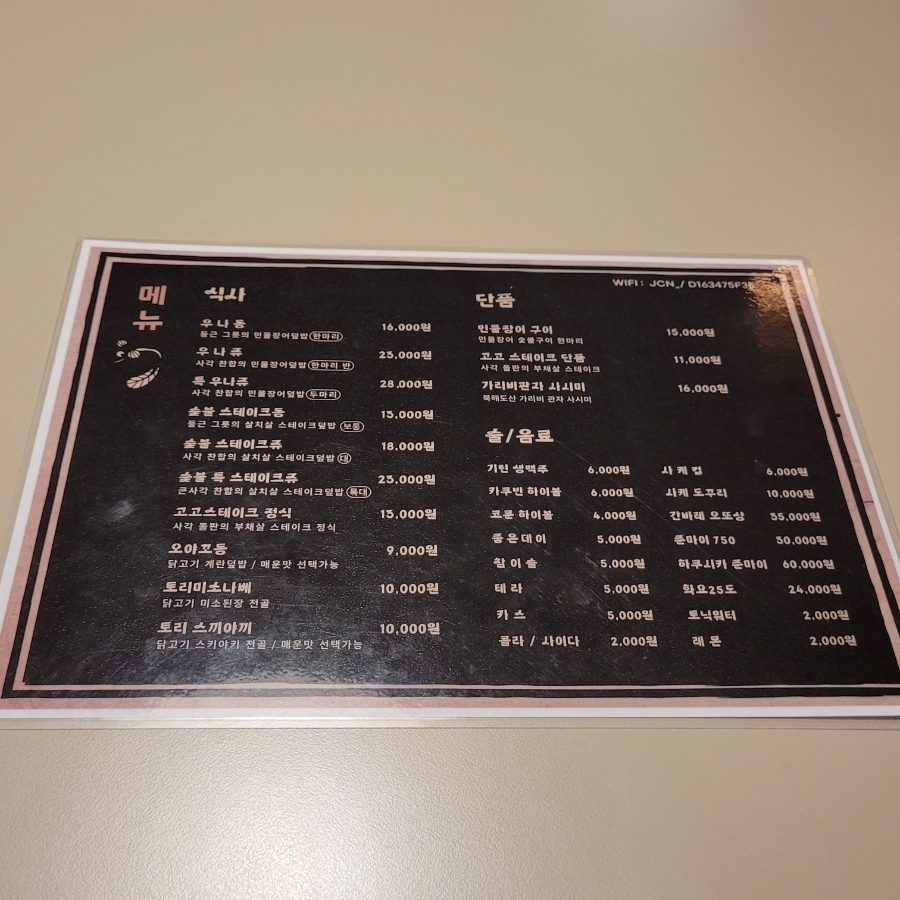 메뉴
식사
우나동 16,000원
둥근 그릇의 민물장어덮밥 한마리
우나쥬 23,000원
사각 찬합의 민물장어덮밥 한마리 반
특 우나쥬 28,000원
사각 찬합의 민물장어덮밥 두마리
숯불 스테이크동 13,000원
둥근 그릇의 살치살 스테이크덮밥 보통
숯불 스테이크쥬 18,000원
사각 찬합의 살치살 스테이크덮밥 대
숯불 특 스테이크쥬 23,000원
큰사각 찬합의 살치살 스테이크덮밥 특대
고고스테이크 정식 13,000원
사각 돌판의 부채살 스테이크 정식
오야꼬동 9,000원
닭고기 계란덮밥 / 매운맛 선택가능
토리미소나베 10,000원
닭고기 미소된장 전골
토리 스끼야끼 10,000원
닭고기 스키야키 전골 / 매운맛 선택가능
WIFI : JCN_/ D163475F
단품
민물장어 구이 15,000원
민물장어 숯불구이 한마리
고고 스테이크 단품 11,000원
사각 돌판의 부채살 스테이크
가리비관자 사시미 16,000원
북해도산 가리비 관자 사시미
술/음료
기린 생맥주 6,000원
카쿠빈 하이볼 6,000원
코쿤 하이볼 4,000원
좋은데이 5,000원
참이슬 5,000원
테라 5,000원
카스 5,000원
콜라 / 사이다 2,000원
사케 컵 6,000원
사케 도꾸리 10,000원
간바레 오또상 35,000원
준마이 750 30,000원
하쿠시카 준마이 60,000원
화요25도 24,000원
토닉워터 2,000원
레몬 2,000원